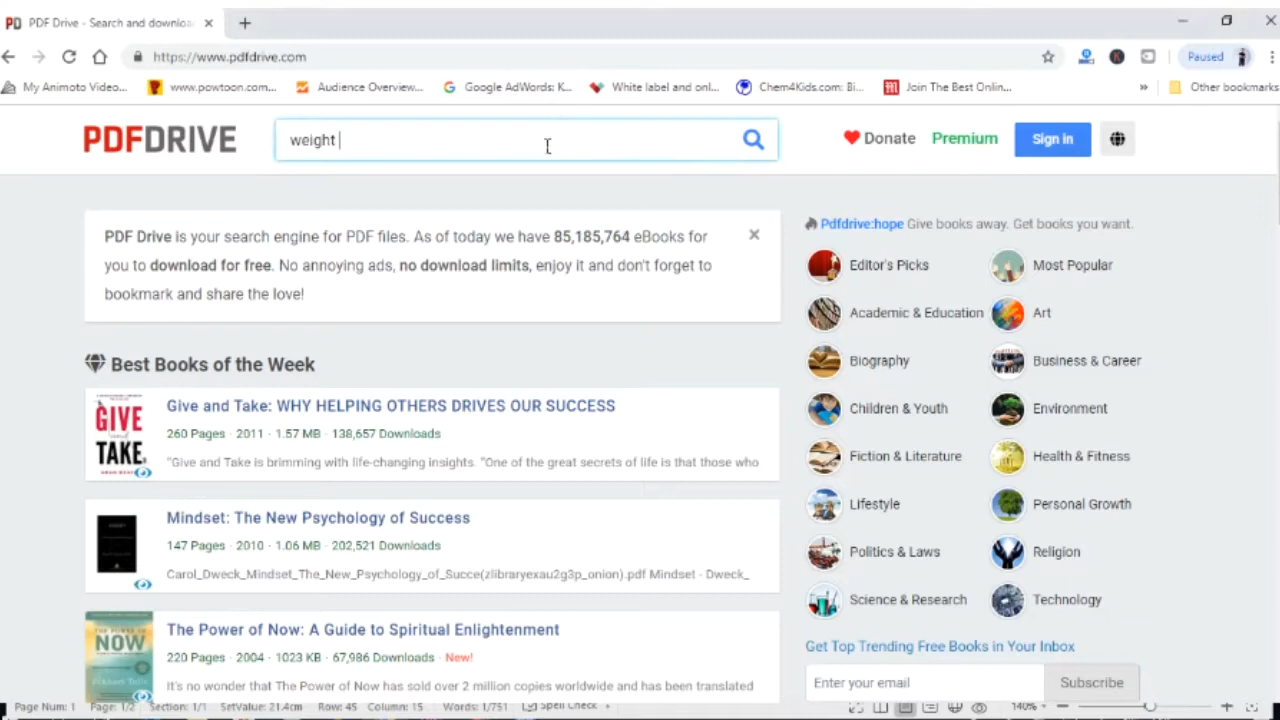 PDF Drive - Search and downloa
https://www.pdfdrive.com
Paused
My Animoto Video...
www.powtoon.com...
Audience Overview...
Google AdWords: K...
White label and onl...
Chem4Kids.com: Bi...
Join The Best Onlin...
»
Other bookmarks
PDFDRIVE
weight
Donate
Premium
Sign in
PDF Drive is your search engine for PDF files. As of today we have 85,185,764 eBooks for
you to download for free. No annoying ads, no download limits, enjoy it and don't forget to
bookmark and share the love!
Best Books of the Week
GIVE
AND
TAKE.
Give and Take: WHY HELPING OTHERS DRIVES OUR SUCCESS
260 Pages · 2011 · 1.57 MB · 138,657 Downloads
"Give and Take is brimming with life-changing insights. "One of the great secrets of life is that those who
Mindset: The New Psychology of Success
147 Pages · 2010 · 1.06 MB · 202,521 Downloads
Carol_Dweck_Mindset_The_New_Psychology_of_Succe(zlibraryexau2g3p_onion).pdf Mindset - Dweck_
THE POWER OF
NOW
The Power of Now: A Guide to Spiritual Enlightenment
220 Pages · 2004 · 1023 KB · 67,986 Downloads · New!
It's no wonder that The Power of Now has sold over 2 million copies worldwide and has been translated
Pdfdrive:hope Give books away. Get books you want.
Editor's Picks
Most Popular
Academic & Education
Art
Biography
Business & Career
Children & Youth
Environment
Fiction & Literature
Health & Fitness
Lifestyle
Personal Growth
Politics & Laws
Religion
Science & Research
Technology
Get Top Trending Free Books in Your Inbox
Enter your email
Subscribe
Page Num: 1 Page: 1/2 Section: 1/1 SetValue: 21.4cm Row: 45 Column: 15 Words: 1/751 Spell Check
140%